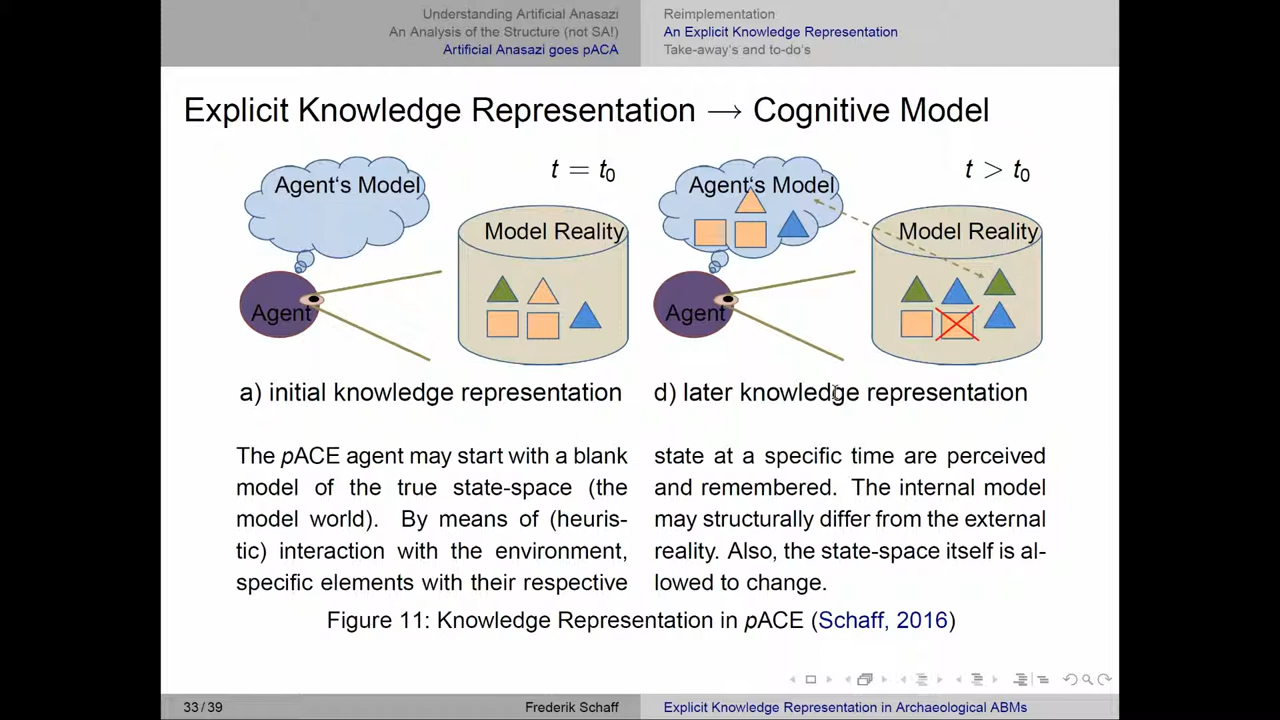 Understanding Artificial Anasazi
An Analysis of the Structure (not SA!)
Artificial Anasazi goes pACA
Reimplementation
An Explicit Knowledge Representation
Take-away's and to-do's
Explicit Knowledge Representation → Cognitive Model
Agent's Model
t = t0
Model Reality
Agent
a) initial knowledge representation
Agent's Model
t > t0
Model Reality
Agent
d) later knowledge representation
The pACE agent may start with a blank
model of the true state-space (the
model world). By means of (heuris-
tic) interaction with the environment,
specific elements with their respective
state at a specific time are perceived
and remembered. The internal model
may structurally differ from the external
reality. Also, the state-space itself is al-
lowed to change.
Figure 11: Knowledge Representation in pACE (Schaff, 2016)
33 / 39
Frederik Schaff
Explicit Knowledge Representation in Archaeological ABMs